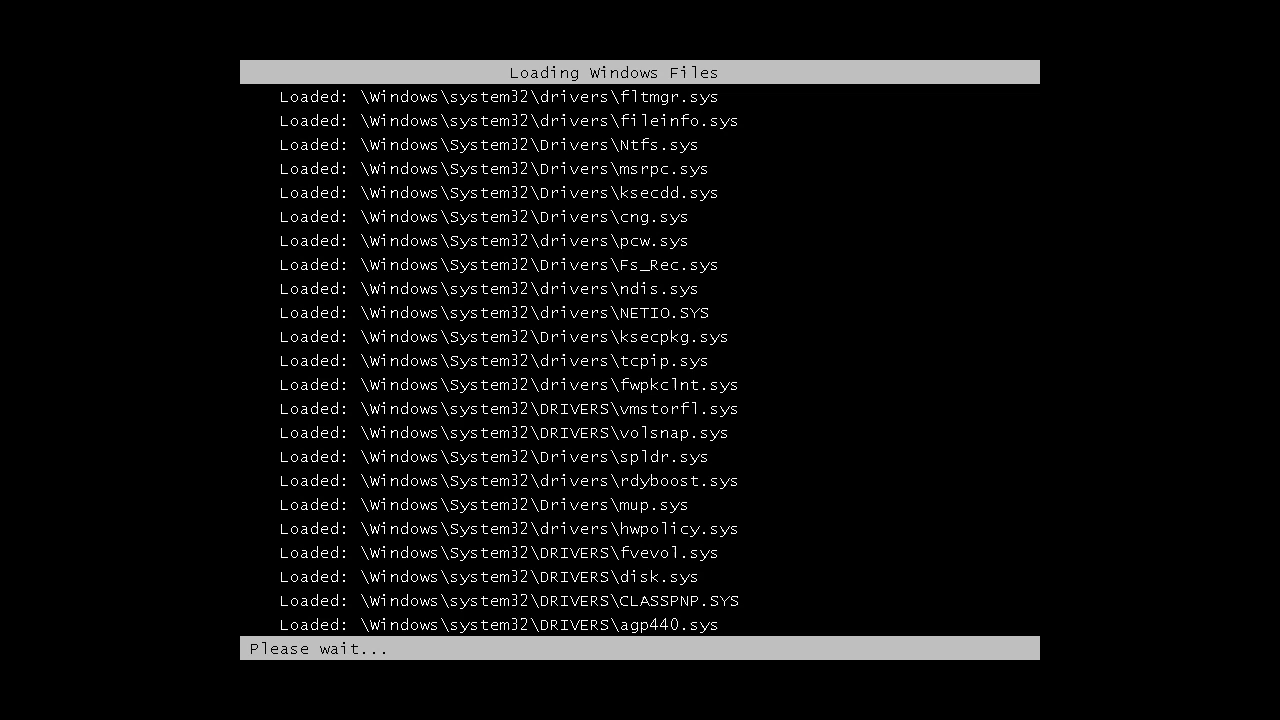 Loading Windows Files
Loaded: \Windows\system32\drivers\fltmgr.sys
Loaded: \Windows\system32\drivers\fileinfo.sys
Loaded: \Windows\System32\Drivers\Ntfs.sys
Loaded: \Windows\System32\Drivers\msrpc.sys
Loaded: \Windows\System32\Drivers\ksecdd.sys
Loaded: \Windows\System32\Drivers\cng.sys
Loaded: \Windows\System32\drivers\pcw.sys
Loaded: \Windows\System32\Drivers\Fs_Rec.sys
Loaded: \Windows\system32\drivers\ndis.sys
Loaded: \Windows\system32\drivers\NETIO.SYS
Loaded: \Windows\System32\Drivers\ksecpkg.sys
Loaded: \Windows\System32\drivers\tcpip.sys
Loaded: \Windows\System32\drivers\fwpkclnt.sys
Loaded: \Windows\system32\DRIVERS\vmstorfl.sys
Loaded: \Windows\system32\DRIVERS\volsnap.sys
Loaded: \Windows\System32\Drivers\spldr.sys
Loaded: \Windows\System32\drivers\rdyboost.sys
Loaded: \Windows\System32\Drivers\mup.sys
Loaded: \Windows\System32\drivers\hwpolicy.sys
Loaded: \Windows\System32\DRIVERS\fvevol.sys
Loaded: \Windows\system32\DRIVERS\disk.sys
Loaded: \Windows\system32\DRIVERS\CLASSPNP.SYS
Loaded: \Windows\system32\DRIVERS\agp440.sys
Please wait...